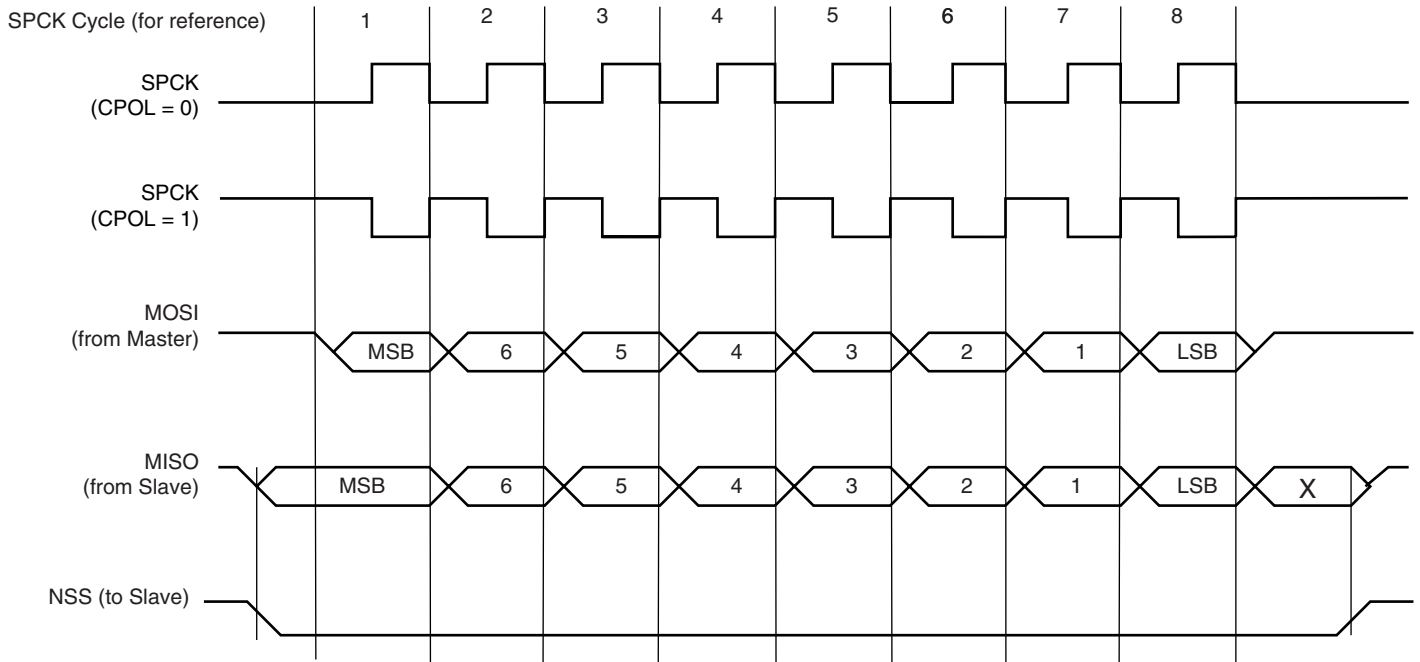 SPCK Cycle (for reference) 1 2 3 4 5 6 7 8
SPCK
(CPOL = 0)
SPCK
(CPOL = 1)
MOSI
(from Master)
MSB 6 5 4 3 2 1 LSB
MISO
(from Slave)
MSB 6 5 4 3 2 1 LSB X
NSS (to Slave)